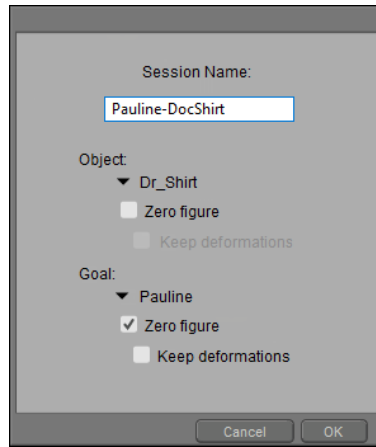 Session Name:
Pauline-DocShirt
Object:
Dr_Shirt
Zero figure
Keep deformations
Goal:
Pauline
Zero figure
Keep deformations
Cancel OK